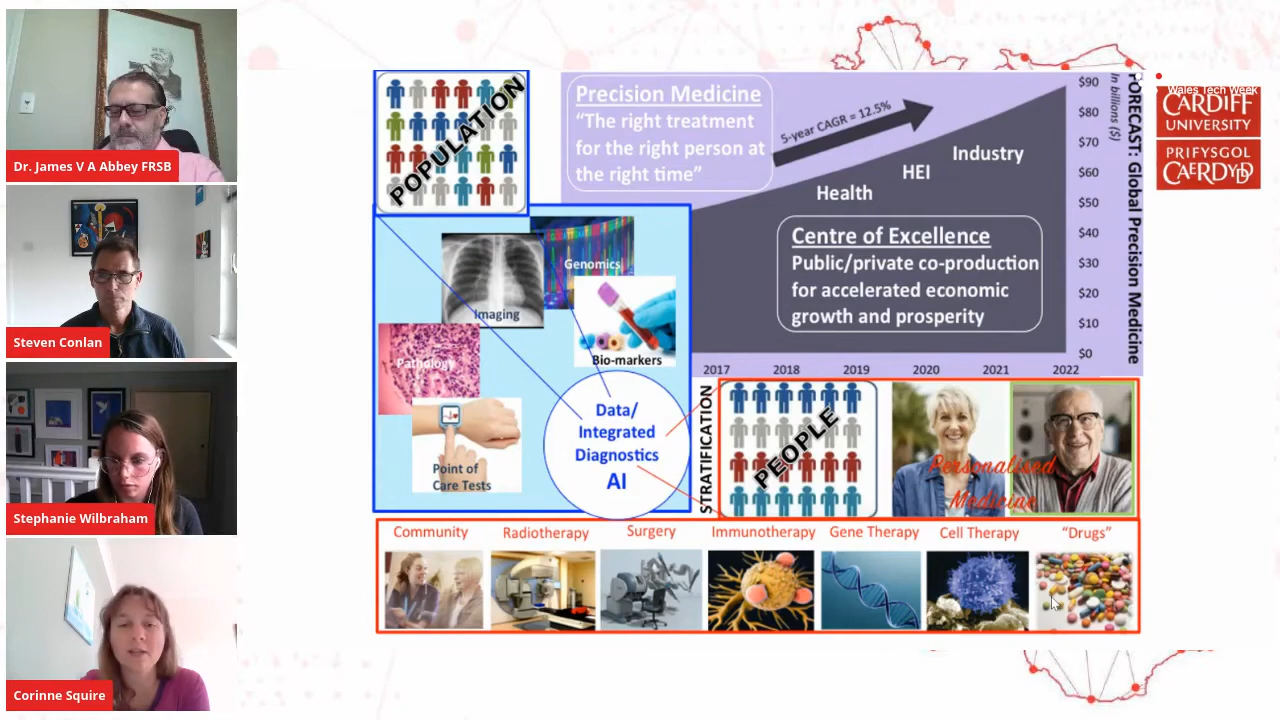 Dr. James V A Abbey FRSB
Steven Conlan
Stephanie Wilbraham
Corinne Squire
POPULATION
Precision Medicine
“The right treatment
for the right person at
the right time”
5-year CAGR = 12.5%
Health
HEI
Industry
Centre of Excellence
Public/private co-production
for accelerated economic
growth and prosperity
$90
$80
$70
$60
$50
$40
$30
$20
$10
$0
In billions ($)
FORECAST: Global Precision Medicine
2017
2018
2019
2020
2021
2022
Wales Tech Week
CARDIFF
UNIVERSITY
PRIFYSGOL
CAERDYDD
Genomics
Imaging
Bio-markers
Pathology
Point of
Care Tests
Data/
Integrated
Diagnostics
AI
STRATIFICATION
PEOPLE
Personalised
Medicine
Community
Radiotherapy
Surgery
Immunotherapy
Gene Therapy
Cell Therapy
“Drugs”